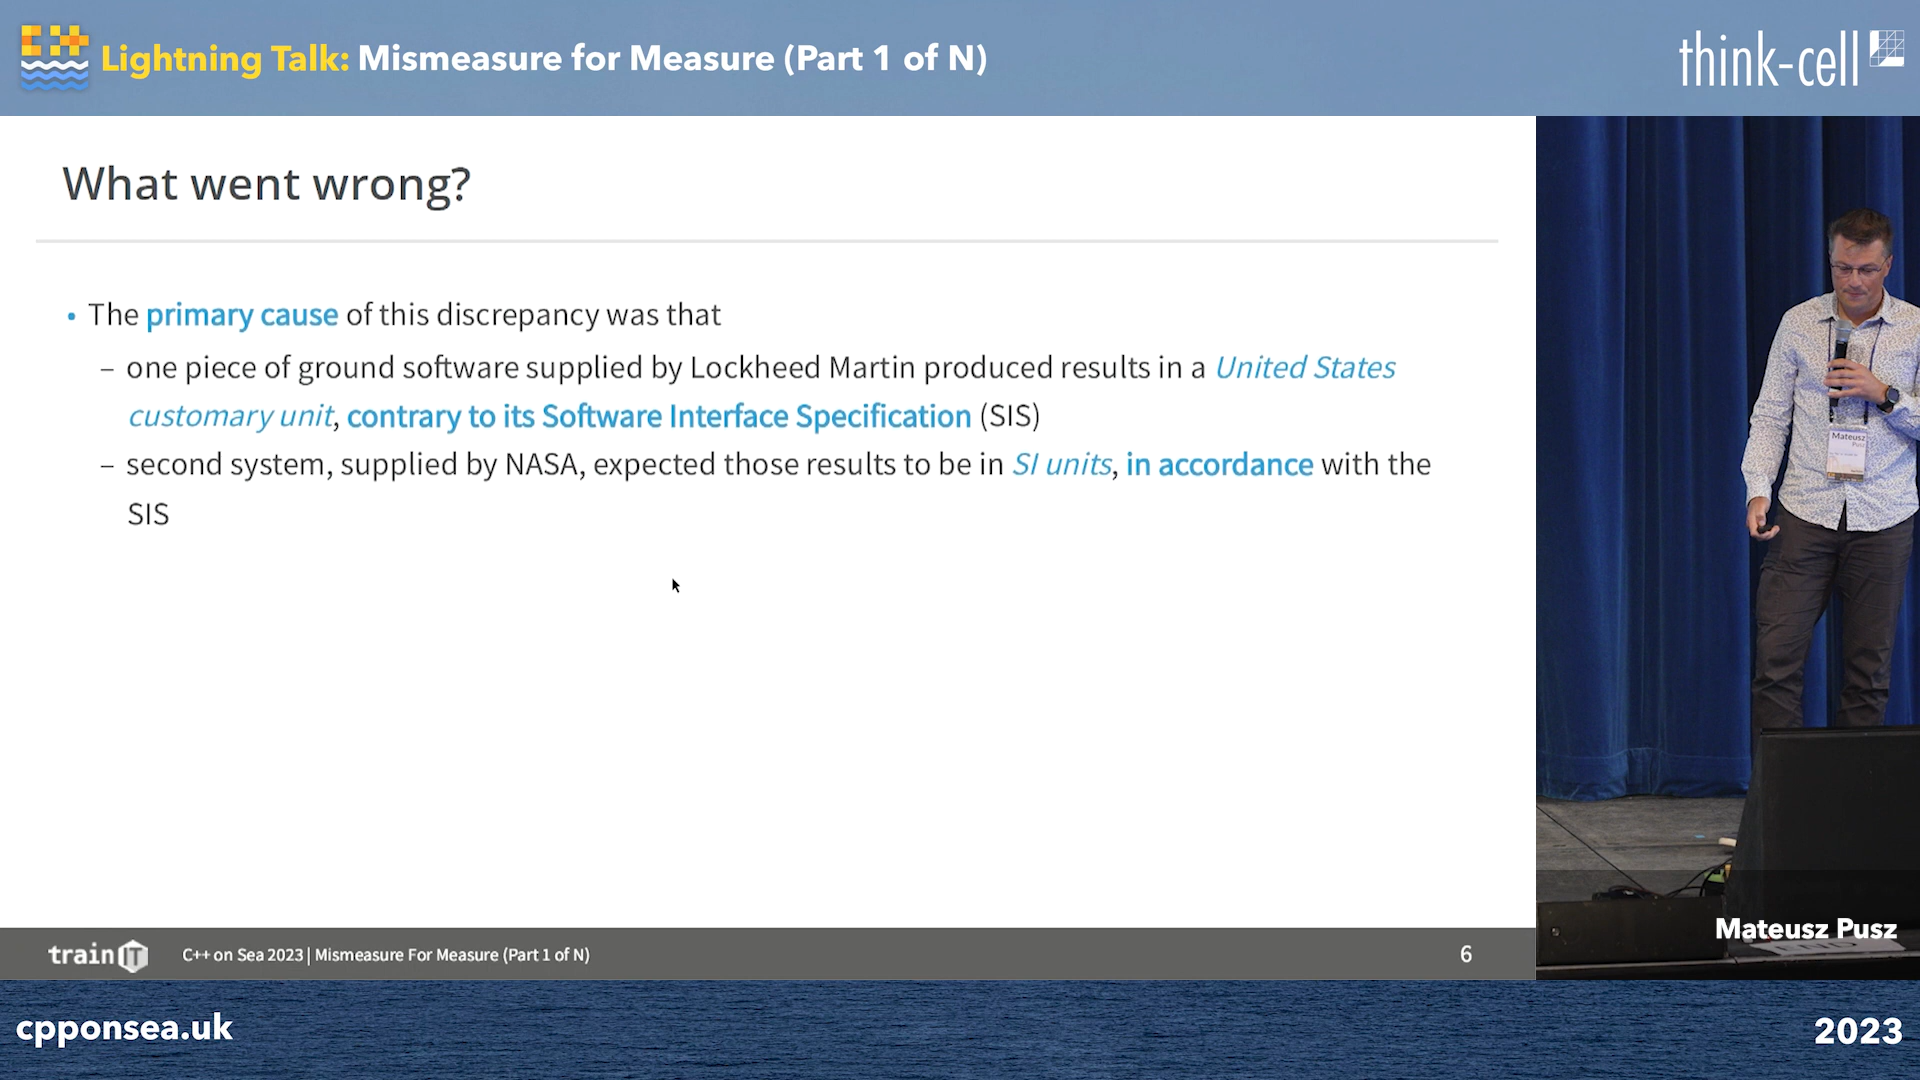 Lightning Talk: Mismeasure for Measure (Part 1 of N)
think-cell
What went wrong?
• The primary cause of this discrepancy was that
– one piece of ground software supplied by Lockheed Martin produced results in a United States
customary unit, contrary to its Software Interface Specification (SIS)
– second system, supplied by NASA, expected those results to be in SI units, in accordance with the
SIS
Mateusz
Pusz
Mateusz Pusz
train IT
C++ on Sea 2023 | Mismeasure For Measure (Part 1 of N)
6
cpponsea.uk
2023